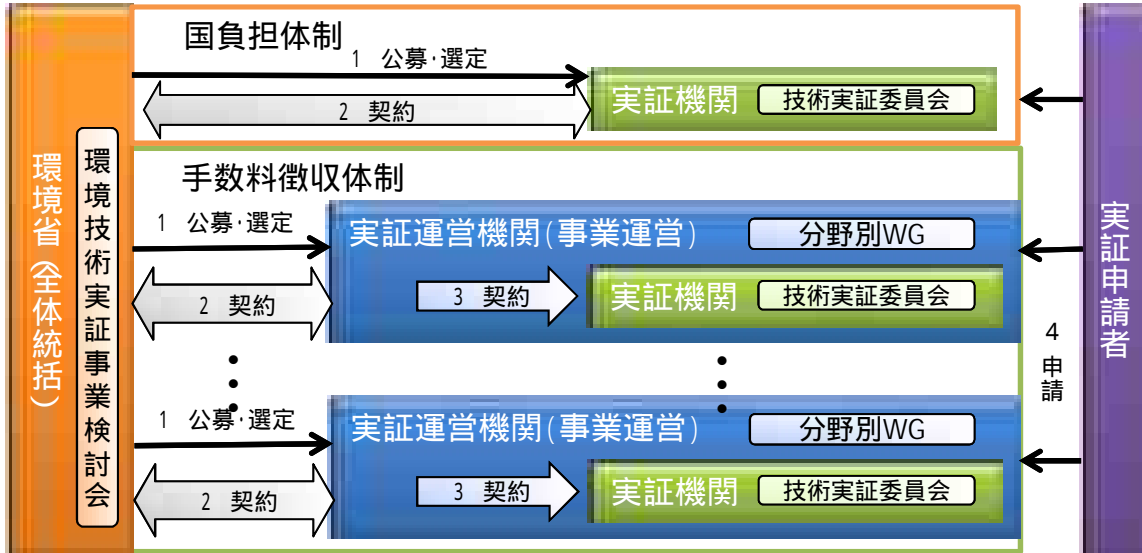 環境省(全体統括)
環境技術実証事業検討会
国負担体制
1 公募・選定
2 契約
実証機関
技術実証委員会
手数料徴収体制
1 公募・選定
2 契約
実証運営機関(事業運営)
分野別WG
3 契約
実証機関
技術実証委員会
1 公募・選定
2 契約
実証運営機関(事業運営)
分野別WG
3 契約
実証機関
技術実証委員会
4 申請
実証申請者